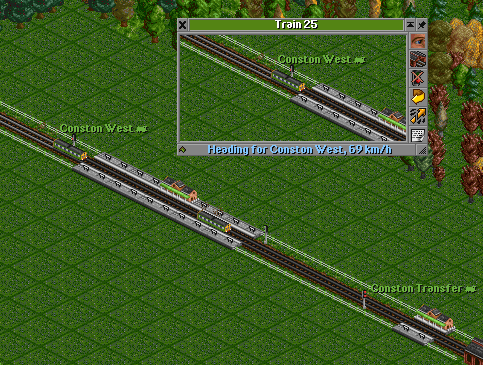 Train 25
Conston West
Heading for Conston West, 69 km/h
Conston West
Conston Transfer